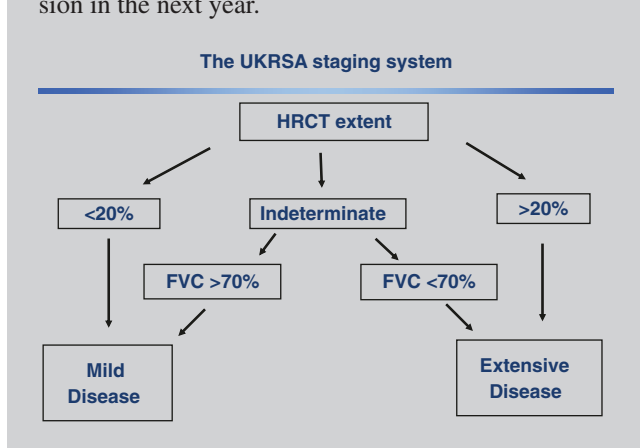 sion in the next year.
The UKRSA staging system
HRCT extent
<20%
Indeterminate
>20%
FVC >70%
FVC <70%
Mild
Disease
Extensive
Disease